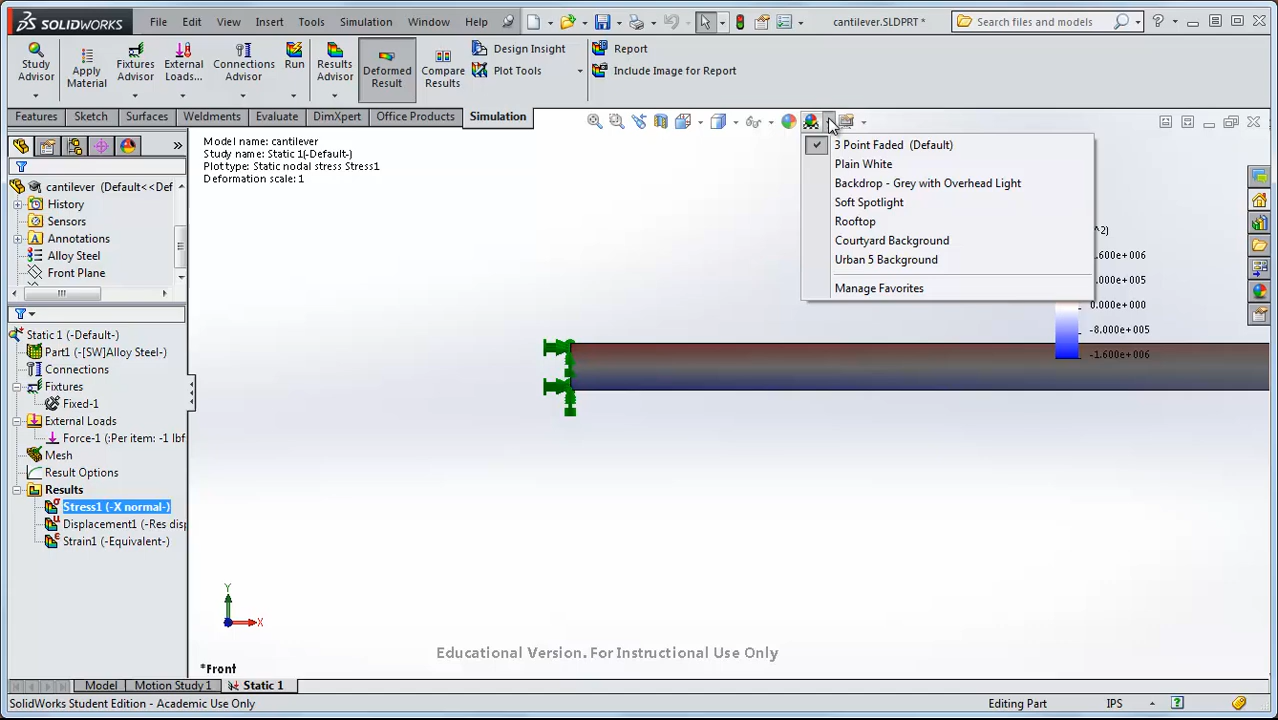 SOLIDWORKS
File Edit View Insert Tools Simulation Window Help
cantilever.SLDPRT *
Search files and models
Study Advisor
Apply Material
Fixtures Advisor
External Loads...
Connections Advisor
Run
Results Advisor
Deformed Result
Compare Results
Design Insight
Plot Tools
Report
Include Image for Report
Features Sketch Surfaces Weldments Evaluate DimXpert Office Products Simulation
Model name: cantilever
Study name: Static 1(-Default-)
Plot type: Static nodal stress Stress1
Deformation scale: 1
3 Point Faded (Default)
Plain White
Backdrop - Grey with Overhead Light
Soft Spotlight
Rooftop
Courtyard Background
Urban 5 Background
Manage Favorites
^2)
.600e+006
.005e+005
0.000e+000
-8.000e+005
-1.600e+006
cantilever (Default<<Def
History
Sensors
Annotations
Alloy Steel
Front Plane
Static 1 (-Default-)
Part1 (-[SW]Alloy Steel-)
Connections
Fixtures
Fixed-1
External Loads
Force-1 (:Per item: -1 lbf
Mesh
Result Options
Results
Stress1 (-X normal-)
Displacement1 (-Res disp
Strain1 (-Equivalent-)
Y
X
Educational Version. For Instructional Use Only
*Front
Model Motion Study 1 Static 1
SolidWorks Student Edition - Academic Use Only
Editing Part
IPS